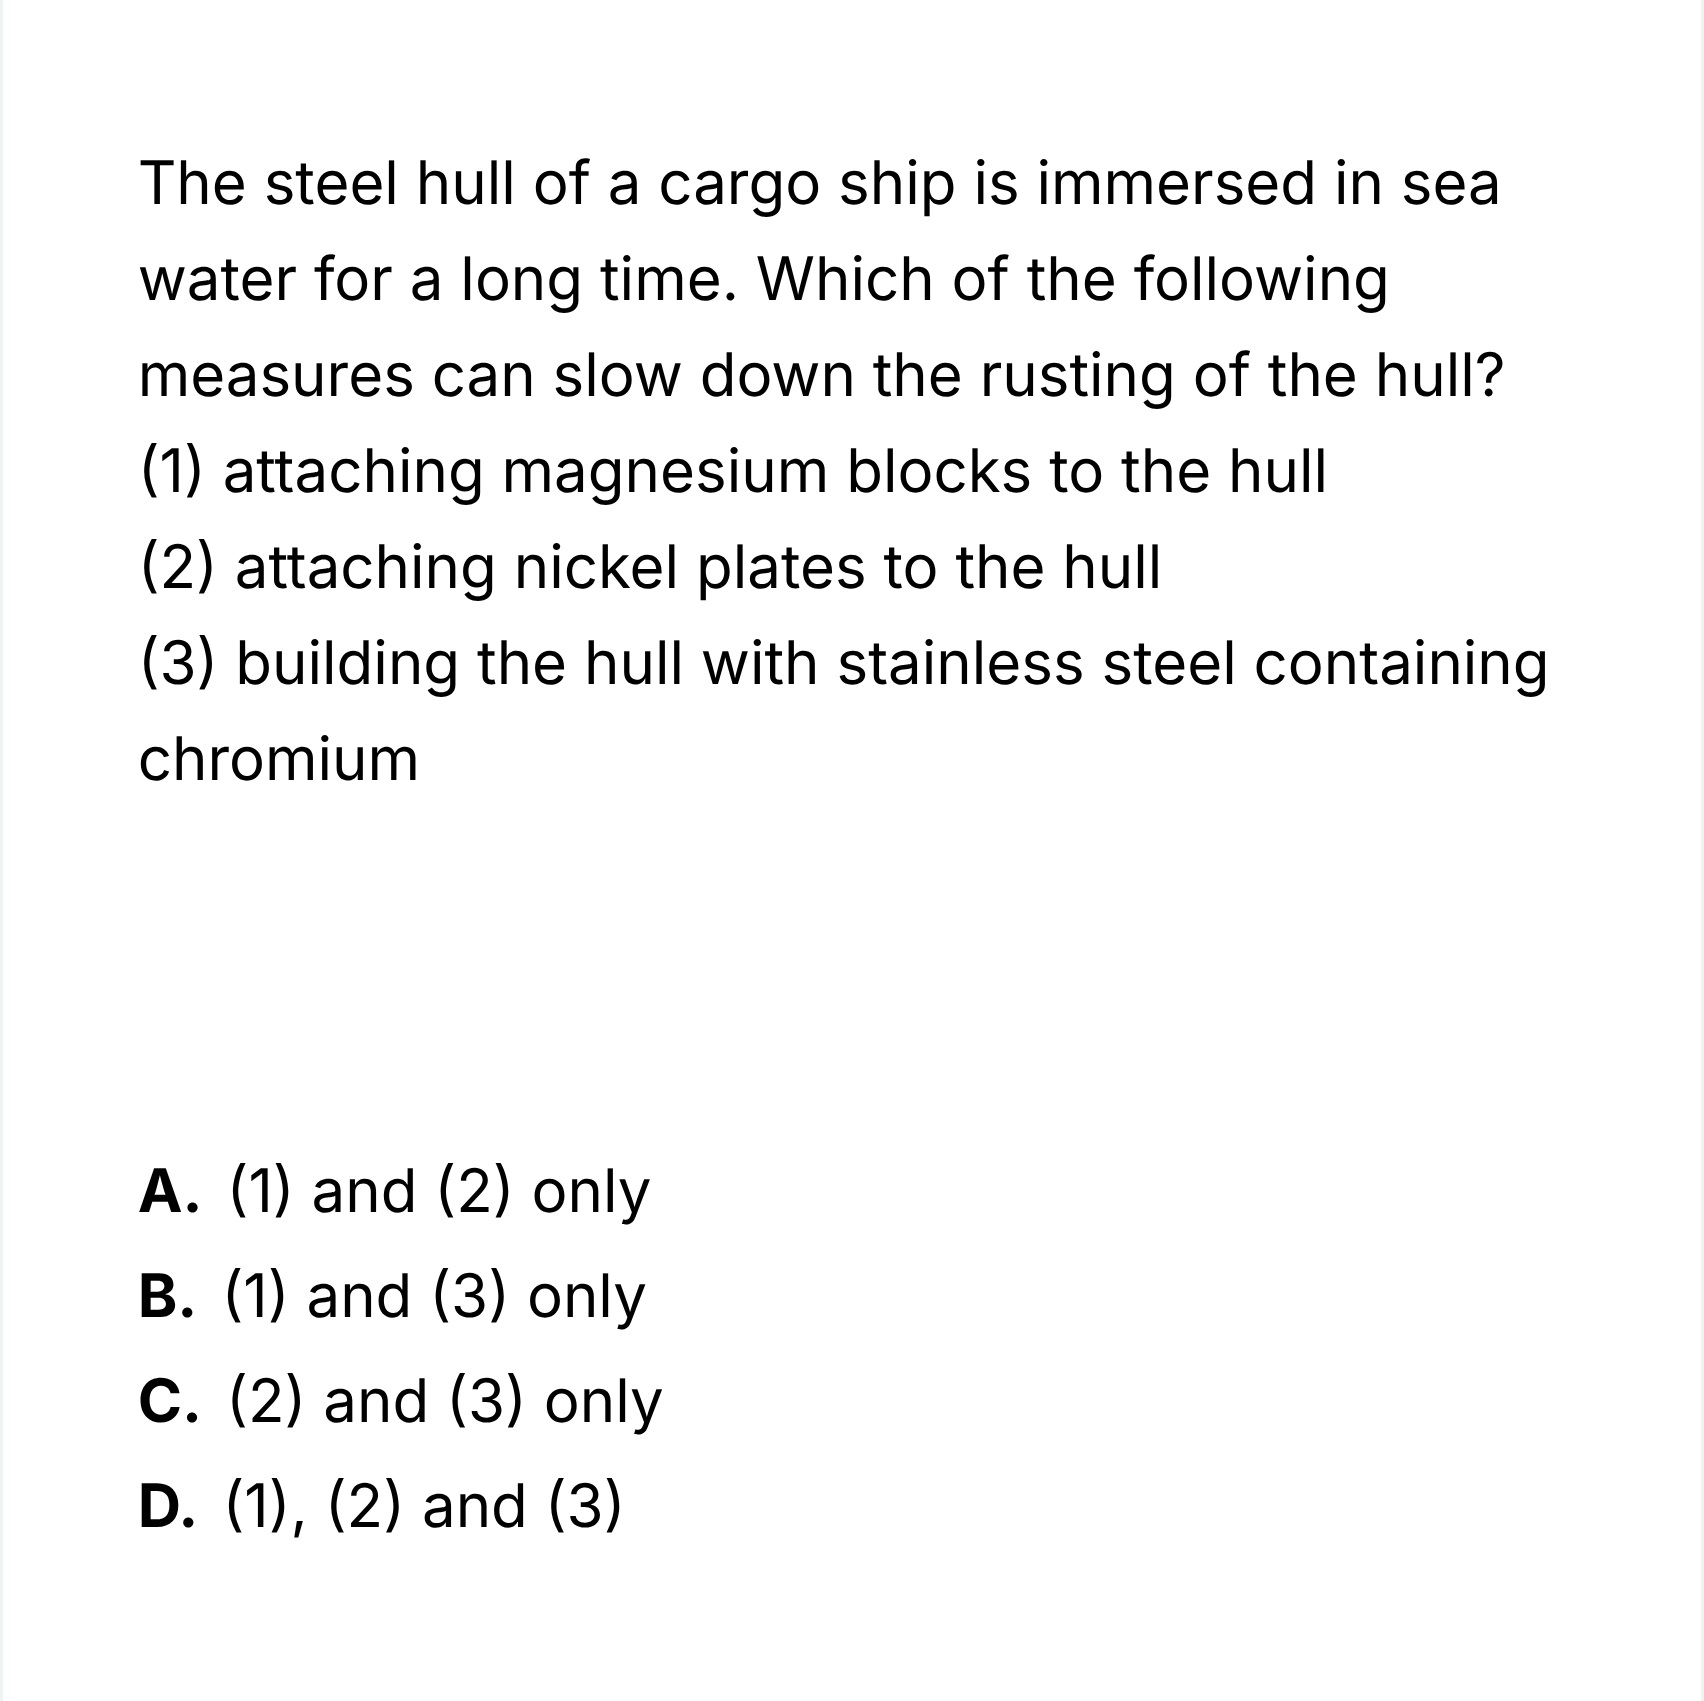 The steel hull of a cargo ship is immersed in sea
water for a long time. Which of the following
measures can slow down the rusting of the hull?
(1) attaching magnesium blocks to the hull
(2) attaching nickel plates to the hull
(3) building the hull with stainless steel containing
chromium
A. (1) and (2) only
B. (1) and (3) only
C. (2) and (3) only
D. (1), (2) and (3)